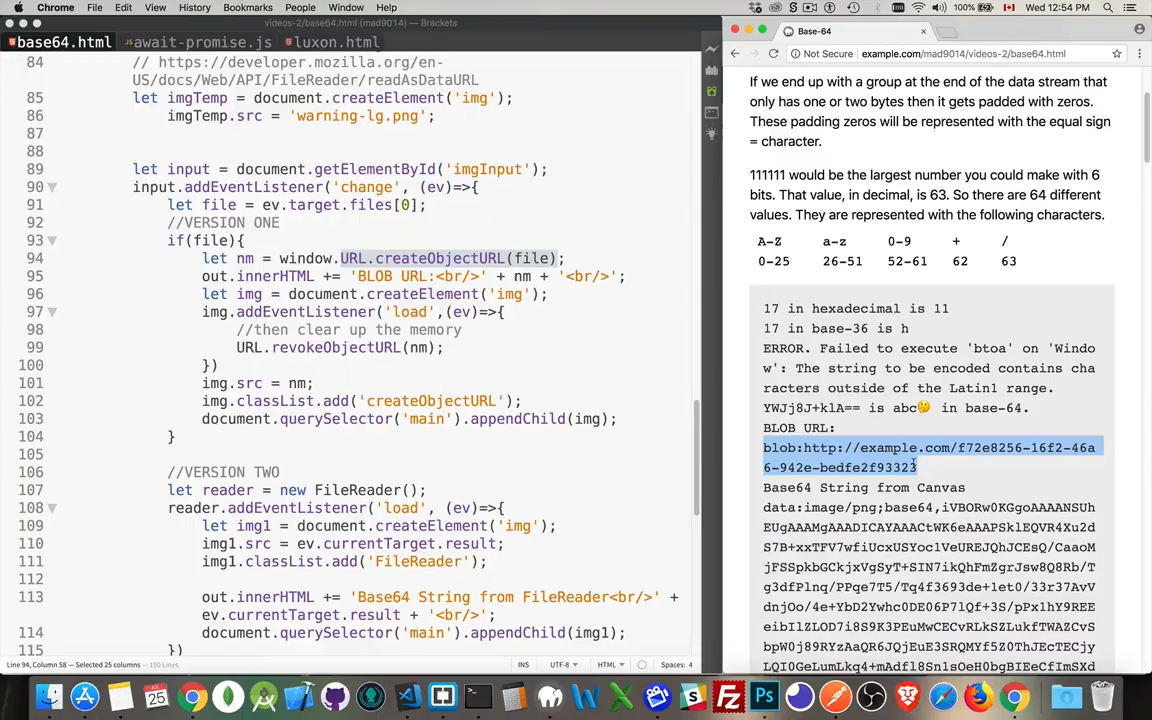 Chrome File Edit View History Bookmarks People Window Help
100% Wed 12:54 PM
videos-2/base64.html (mad9014) — Brackets
base64.html await-promise.js luxon.html
84 // https://developer.mozilla.org/en-
US/docs/Web/API/FileReader/readAsDataURL
85 let imgTemp = document.createElement('img');
86 imgTemp.src = 'warning-lg.png';
87
88
89 let input = document.getElementById('imgInput');
90 input.addEventListener('change', (ev)=>{
91 let file = ev.target.files[0];
92 //VERSION ONE
93 if(file){
94 let nm = window.URL.createObjectURL(file);
95 out.innerHTML += 'BLOB URL:<br/>' + nm + '<br/>';
96 let img = document.createElement('img');
97 img.addEventListener('load',(ev)=>{
98 //then clear up the memory
99 URL.revokeObjectURL(nm);
100 })
101 img.src = nm;
102 img.classList.add('createObjectURL');
103 document.querySelector('main').appendChild(img);
104 }
105
106 //VERSION TWO
107 let reader = new FileReader();
108 reader.addEventListener('load', (ev)=>{
109 let img1 = document.createElement('img');
110 img1.src = ev.currentTarget.result;
111 img1.classList.add('FileReader');
112
113 out.innerHTML += 'Base64 String from FileReader<br/>' +
ev.currentTarget.result + '<br/>';
114 document.querySelector('main').appendChild(img1);
115 })
Line 94, Column 58 — Selected 25 columns — 150 Lines
INS UTF-8 HTML Spaces: 4
Base-64
Not Secure example.com/mad9014/videos-2/base64.html
If we end up with a group at the end of the data stream that
only has one or two bytes then it gets padded with zeros.
These padding zeros will be represented with the equal sign
= character.
111111 would be the largest number you could make with 6
bits. That value, in decimal, is 63. So there are 64 different
values. They are represented with the following characters.
A-Z a-z 0-9 + /
0-25 26-51 52-61 62 63
17 in hexadecimal is 11
17 in base-36 is h
ERROR. Failed to execute 'btoa' on 'Windo
w': The string to be encoded contains cha
racters outside of the Latin1 range.
YWJj8J+klA== is abc🤔 in base-64.
BLOB URL:
blob:http://example.com/f72e8256-16f2-46a
6-942e-bedfe2f93323
Base64 String from Canvas
data:image/png;base64,iVBORw0KGgoAAAANSUh
EUgAAAMgAAADICAYAAACtWK6eAAAPSklEQVR4Xu2d
S7B+xxTFV7wfiUcxUSYoc1VeUREJQhJCEsQ/CaaoM
jFSSpkbGCkjxVgSyT+SIN7ikQhFmZgrJsw8Q8Rb/T
g3dfPlnq/PPqe7T5/Tq4f3693de+1et0/33r37AvV
dnjOo/4e+YbD2Ywhc0DE06P7lQf+3S/pPx1hY9REE
eibIlZLOD7i8S9K3PEuMwCECvRLkSZLukfTWAZCvS
bpW0j89RYzAaQR6JQjEuE3SRQMYf5Z0ThJEcTECj
LQI0GeLumLkg4+mAdfl8Sn1sOeH0bgBIEeCfImSXd